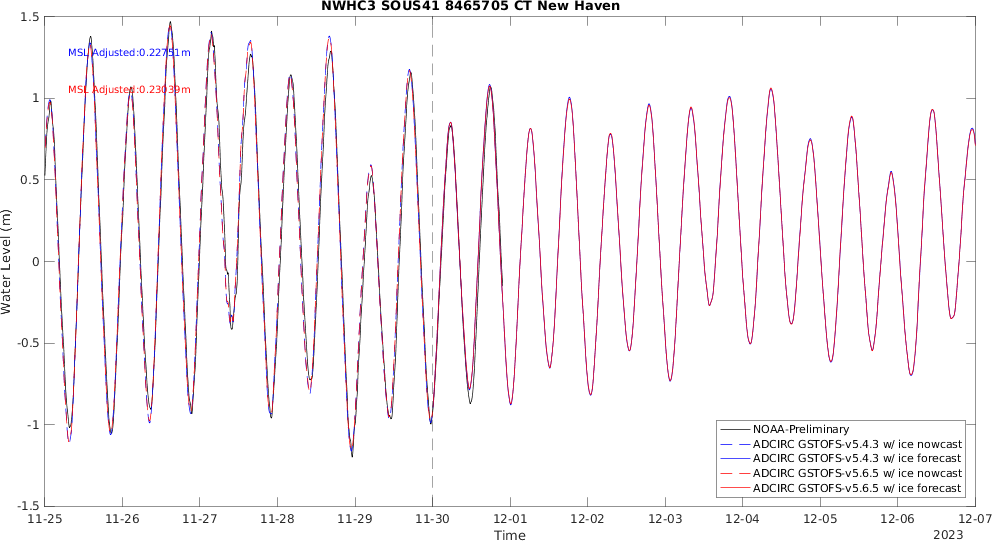 NWHC3 SOUS41 8465705 CT New Haven
1.5
1
0.5
0
-0.5
-1
-1.5
Water Level (m)
MSL Adjusted:0.22751m
MSL Adjusted:0.23039m
NOAA-Preliminary
ADCIRC GSTOFS-v5.4.3 w/ ice nowcast
ADCIRC GSTOFS-v5.4.3 w/ ice forecast
ADCIRC GSTOFS-v5.6.5 w/ ice nowcast
ADCIRC GSTOFS-v5.6.5 w/ ice forecast
11-25 11-26 11-27 11-28 11-29 11-30 12-01 12-02 12-03 12-04 12-05 12-06 12-07
Time
2023